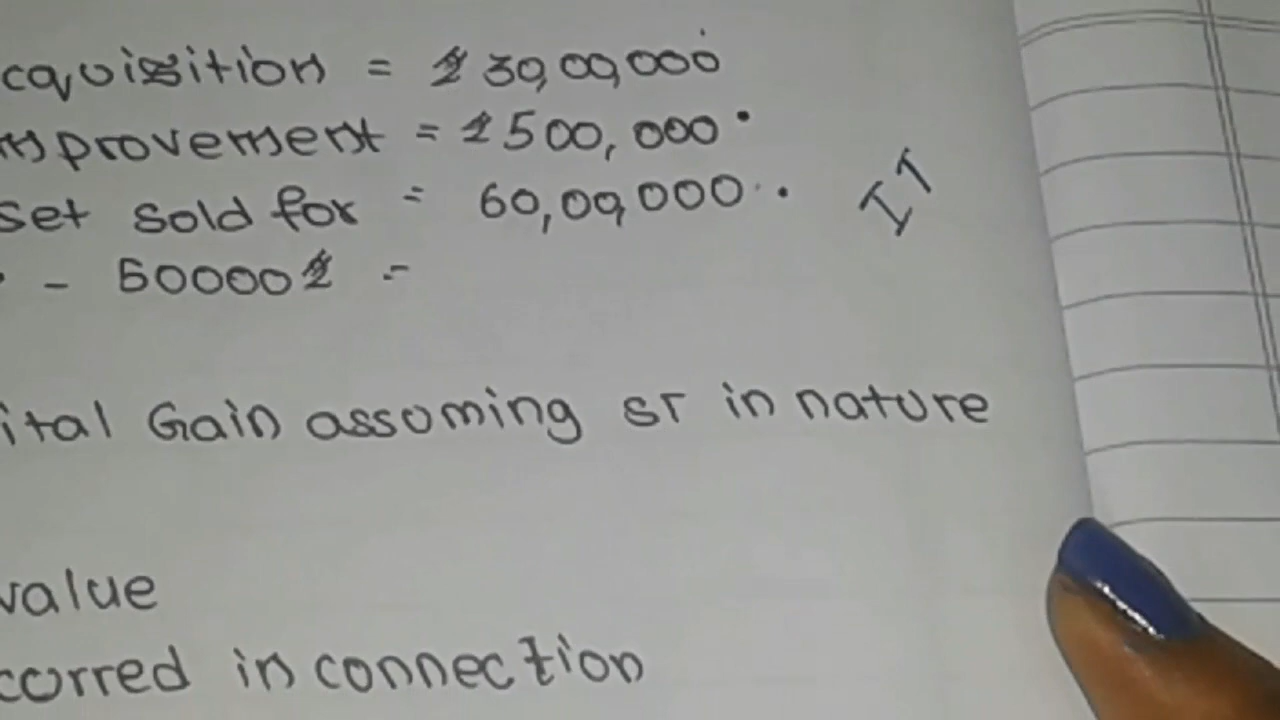 cquisition = ₹ 30,00,000
mprovement = ₹ 500,000
set sold for = 60,00,000
- 50000₹ =
ital Gain assuming ST in nature
value
curred in connection